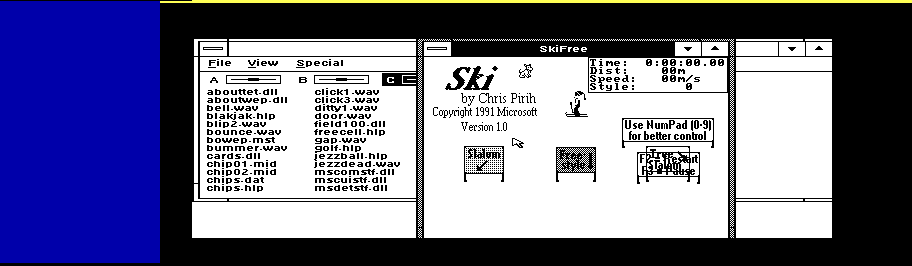 SkiFree
File View Special
A B C
abouttet.dll click1.wav
aboutwep.dll click3.wav
bell.wav ditty1.wav
blakjak.hlp door.wav
blip2.wav field100.dll
bounce.wav freecell.hlp
bowep.mst gap.wav
bummer.wav golf.hlp
cards.dll jezzball.hlp
chip01.mid jezzdead.wav
chip02.mid mscomstf.dll
chips.dat mscuistf.dll
chips.hlp msdetstf.dll
Ski
by Chris Pirih
Copyright 1991 Microsoft
Version 1.0
Time: 0:00:00.00
Dist: 00m
Speed: 00m/s
Style: 0
Use NumPad (0-9)
for better control
Slalom
Free
style
Tree
Slalom
F3 = Pause